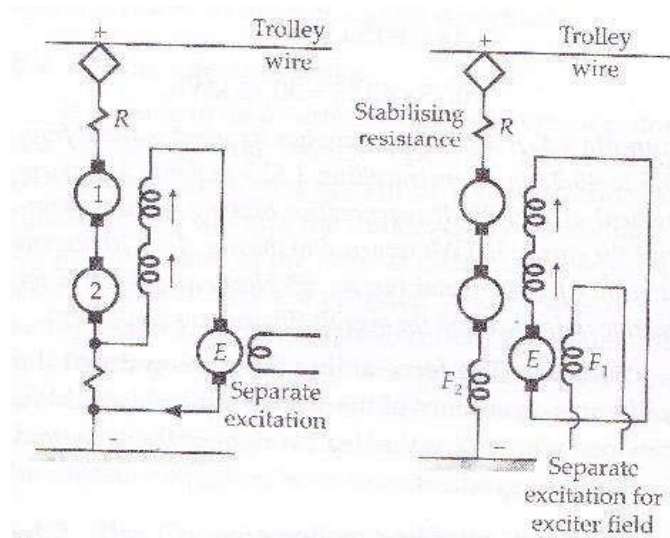 +
Trolley
wire
R
1
2
E
Separate
excitation
-
+
Trolley
wire
Stabilising
resistance
R
E
F1
F2
-
Separate
excitation for
exciter field